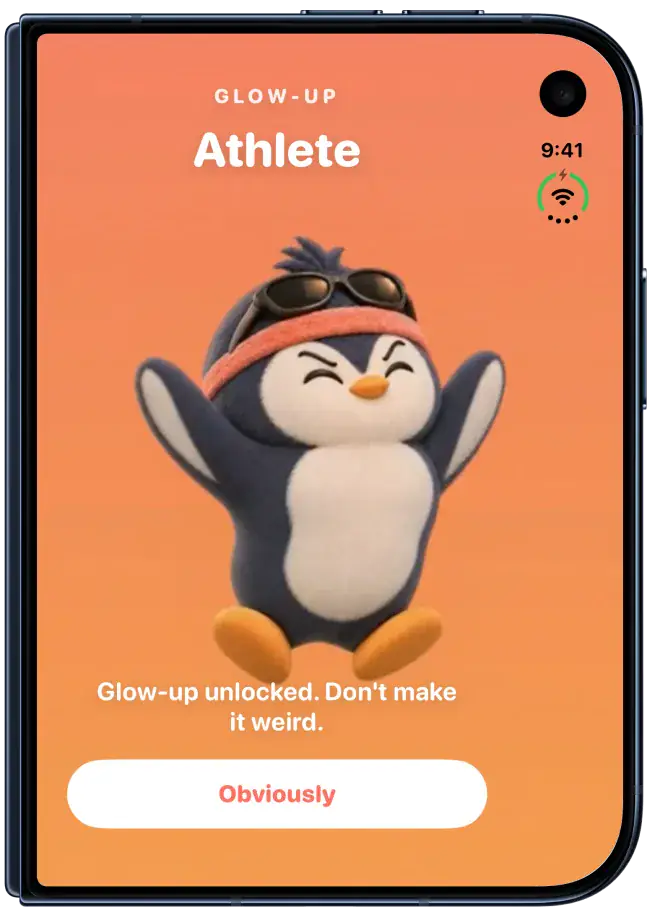 GLOW-UP
Athlete
9:41
Glow-up unlocked. Don't make
it weird.
Obviously